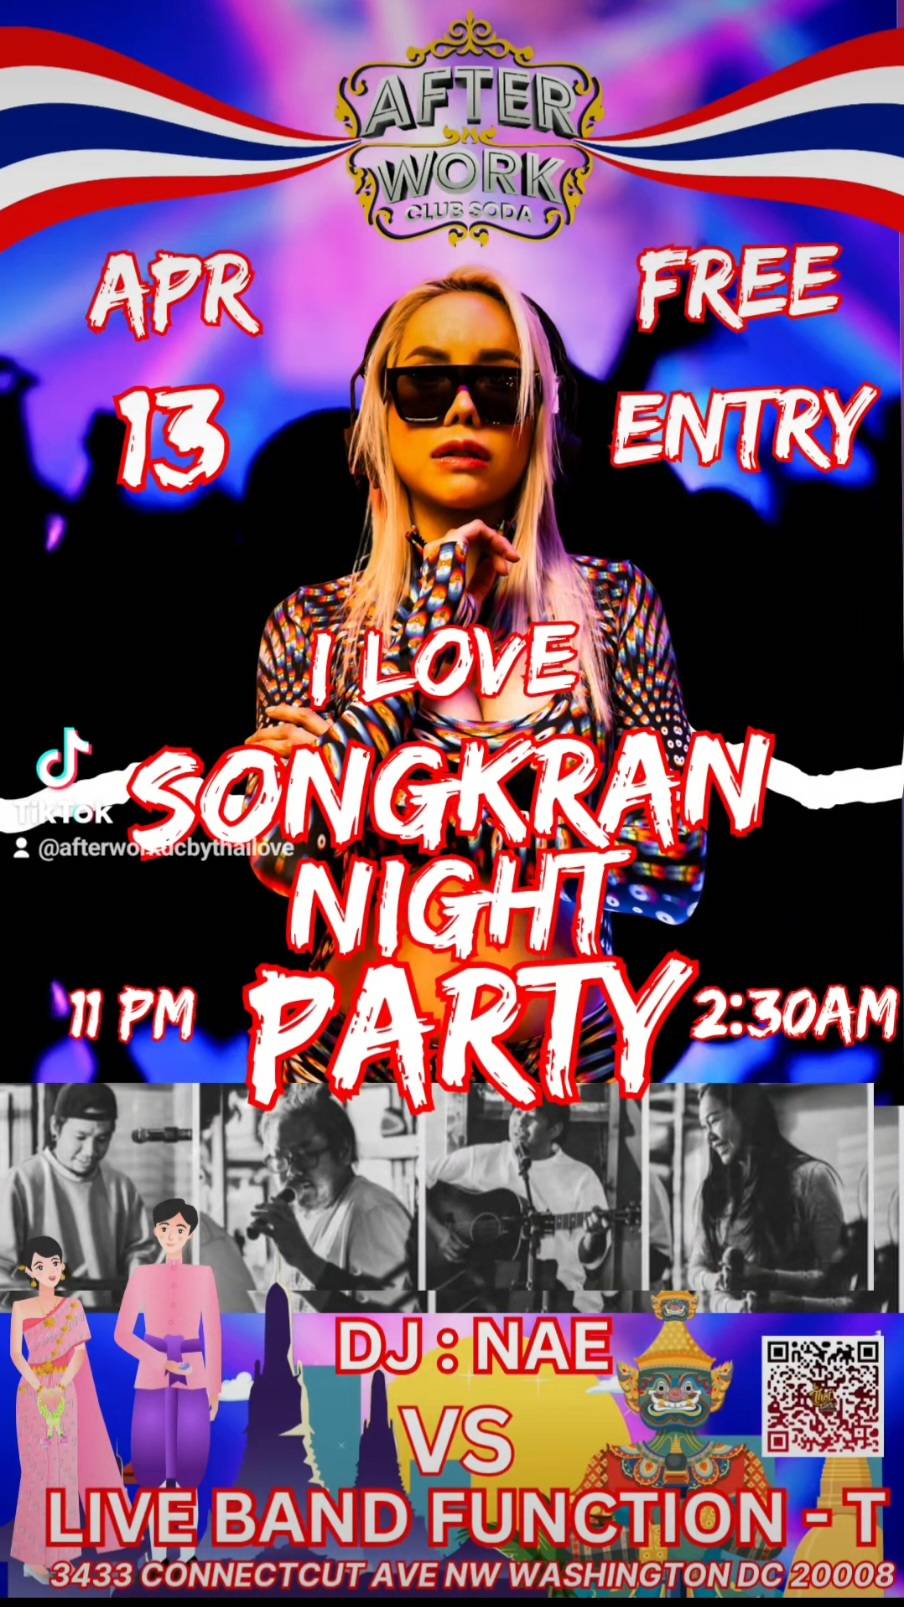 AFTER
WORK
CLUB SODA
APR
13
FREE
ENTRY
I LOVE
SONGKRAN
NIGHT
PARTY
11 PM
2:30AM
TikTok
@afterworkdcbythailove
DJ : NAE
VS
LIVE BAND FUNCTION - T
3433 CONNECTCUT AVE NW WASHINGTON DC 20008